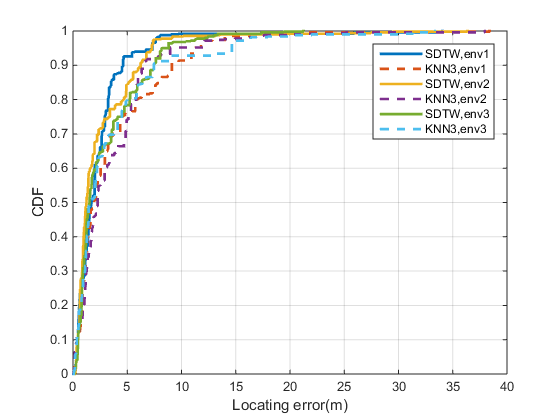 1
0.9
0.8
0.7
0.6
0.5
0.4
0.3
0.2
0.1
0
CDF
SDTW,env1
KNN3,env1
SDTW,env2
KNN3,env2
SDTW,env3
KNN3,env3
0 5 10 15 20 25 30 35 40
Locating error(m)